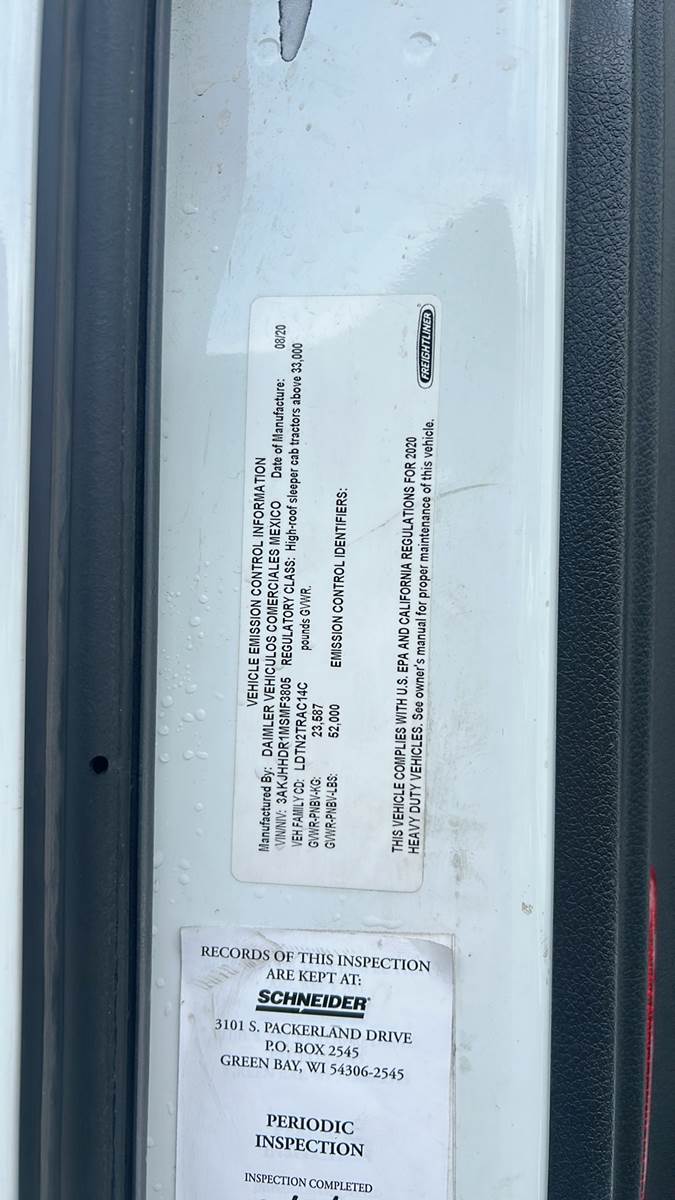 VEHICLE EMISSION CONTROL INFORMATION
Manufactured By: DAIMLER VEHICULOS COMERCIALES MEXICO Date of Manufacture: 08/20
VIN/NIV: 3AKJHHDR1MSMF3805 REGULATORY CLASS: High-roof sleeper cab tractors above 33,000
VEH.FAMILY CD: LDTN2TRAC14C pounds GVWR.
GVWR-PNBV-KG: 23,587
GVWR-PNBV-LBS: 52,000 EMISSION CONTROL IDENTIFIERS:
THIS VEHICLE COMPLIES WITH U.S. EPA AND CALIFORNIA REGULATIONS FOR 2020
HEAVY DUTY VEHICLES. See owner's manual for proper maintenance of this vehicle.
FREIGHTLINER
RECORDS OF THIS INSPECTION
ARE KEPT AT:
SCHNEIDER®
3101 S. PACKERLAND DRIVE
P.O. BOX 2545
GREEN BAY, WI 54306-2545
PERIODIC
INSPECTION
INSPECTION COMPLETED